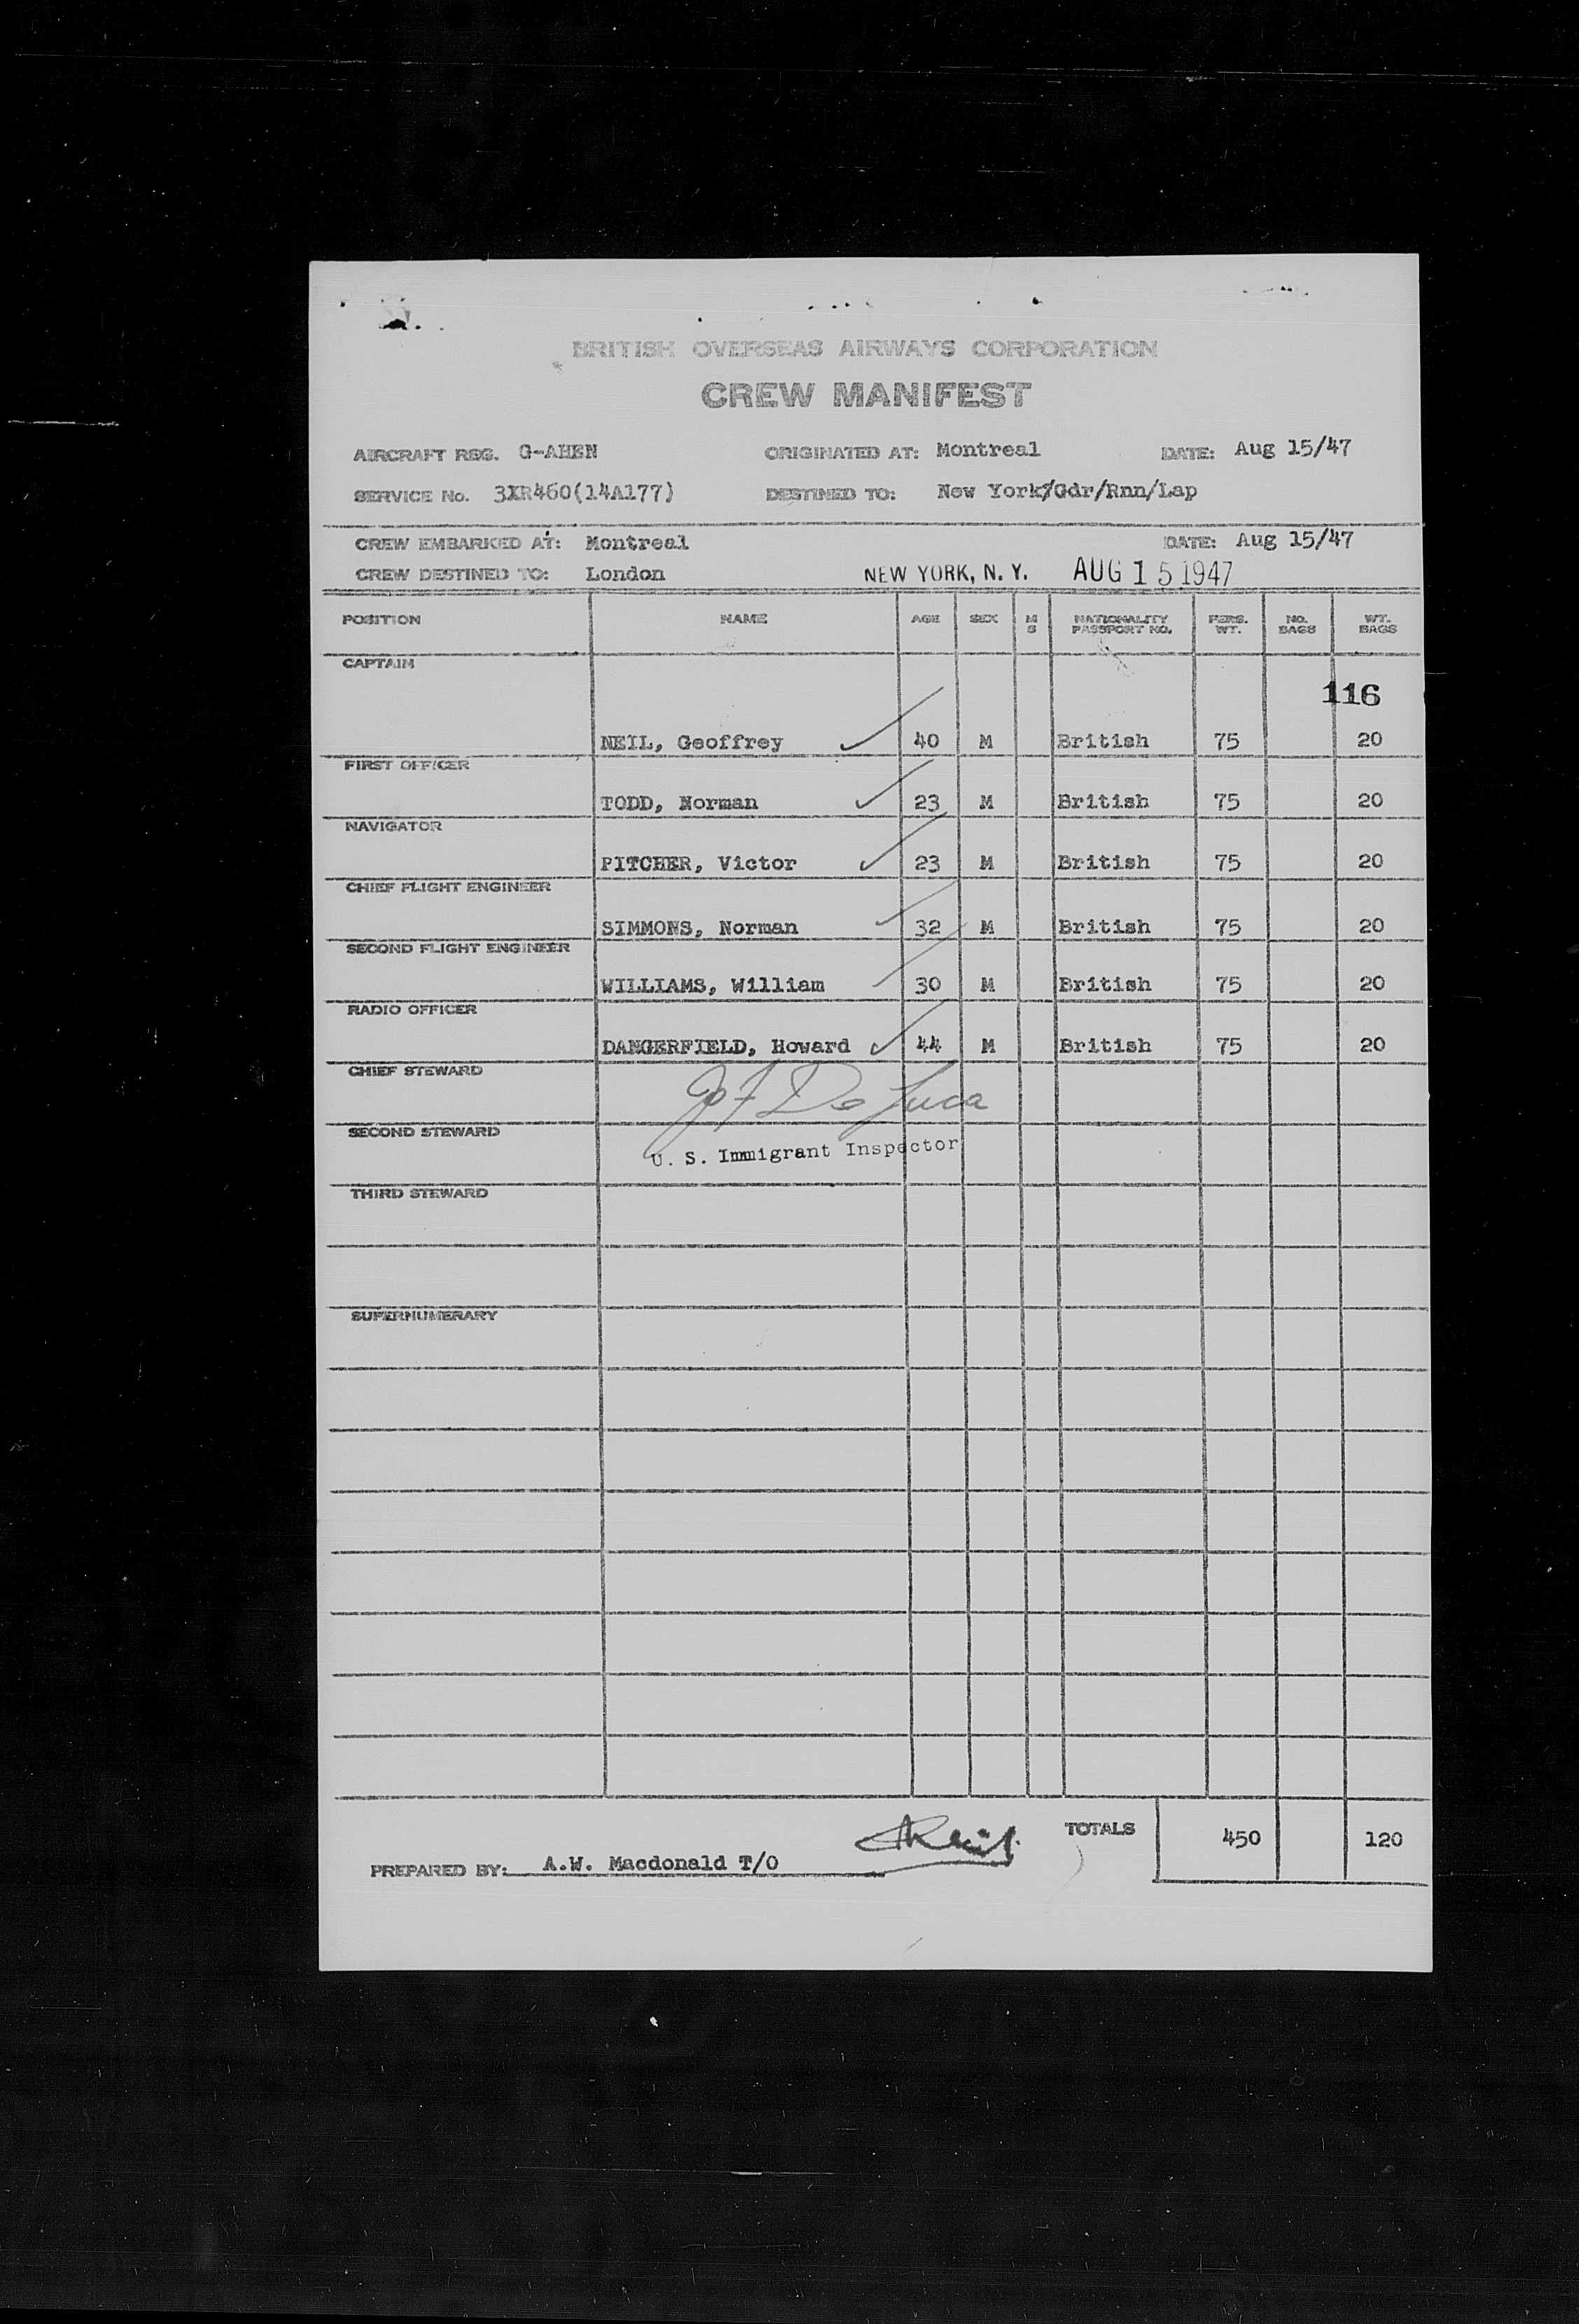 BRITISH OVERSEAS AIRWAYS CORPORATION
CREW MANIFEST
AIRCRAFT REG. G-AHEN ORIGINATED AT: Montreal DATE: Aug 15/47
SERVICE No. 3XR460(14A177) DESTINED TO: New York/Gdr/Rnn/Lap
CREW EMBARKED AT: Montreal DATE: Aug 15/47
CREW DESTINED TO: London NEW YORK, N. Y. AUG 15 1947
POSITION NAME AGE SEX M S NATIONALITY PASSPORT NO. PERS. WT. NO. BAGS WT. BAGS
CAPTAIN
116
NEIL, Geoffrey 40 M British 75 20
FIRST OFFICER
TODD, Norman 23 M British 75 20
NAVIGATOR
PITCHER, Victor 23 M British 75 20
CHIEF FLIGHT ENGINEER
SIMMONS, Norman 32 M British 75 20
SECOND FLIGHT ENGINEER
WILLIAMS, William 30 M British 75 20
RADIO OFFICER
DANGERFIELD, Howard 44 M British 75 20
CHIEF STEWARD
De Luca
SECOND STEWARD
U. S. Immigrant Inspector
THIRD STEWARD
SUPERNUMERARY
TOTALS 450 120
PREPARED BY: A.W. Macdonald T/O